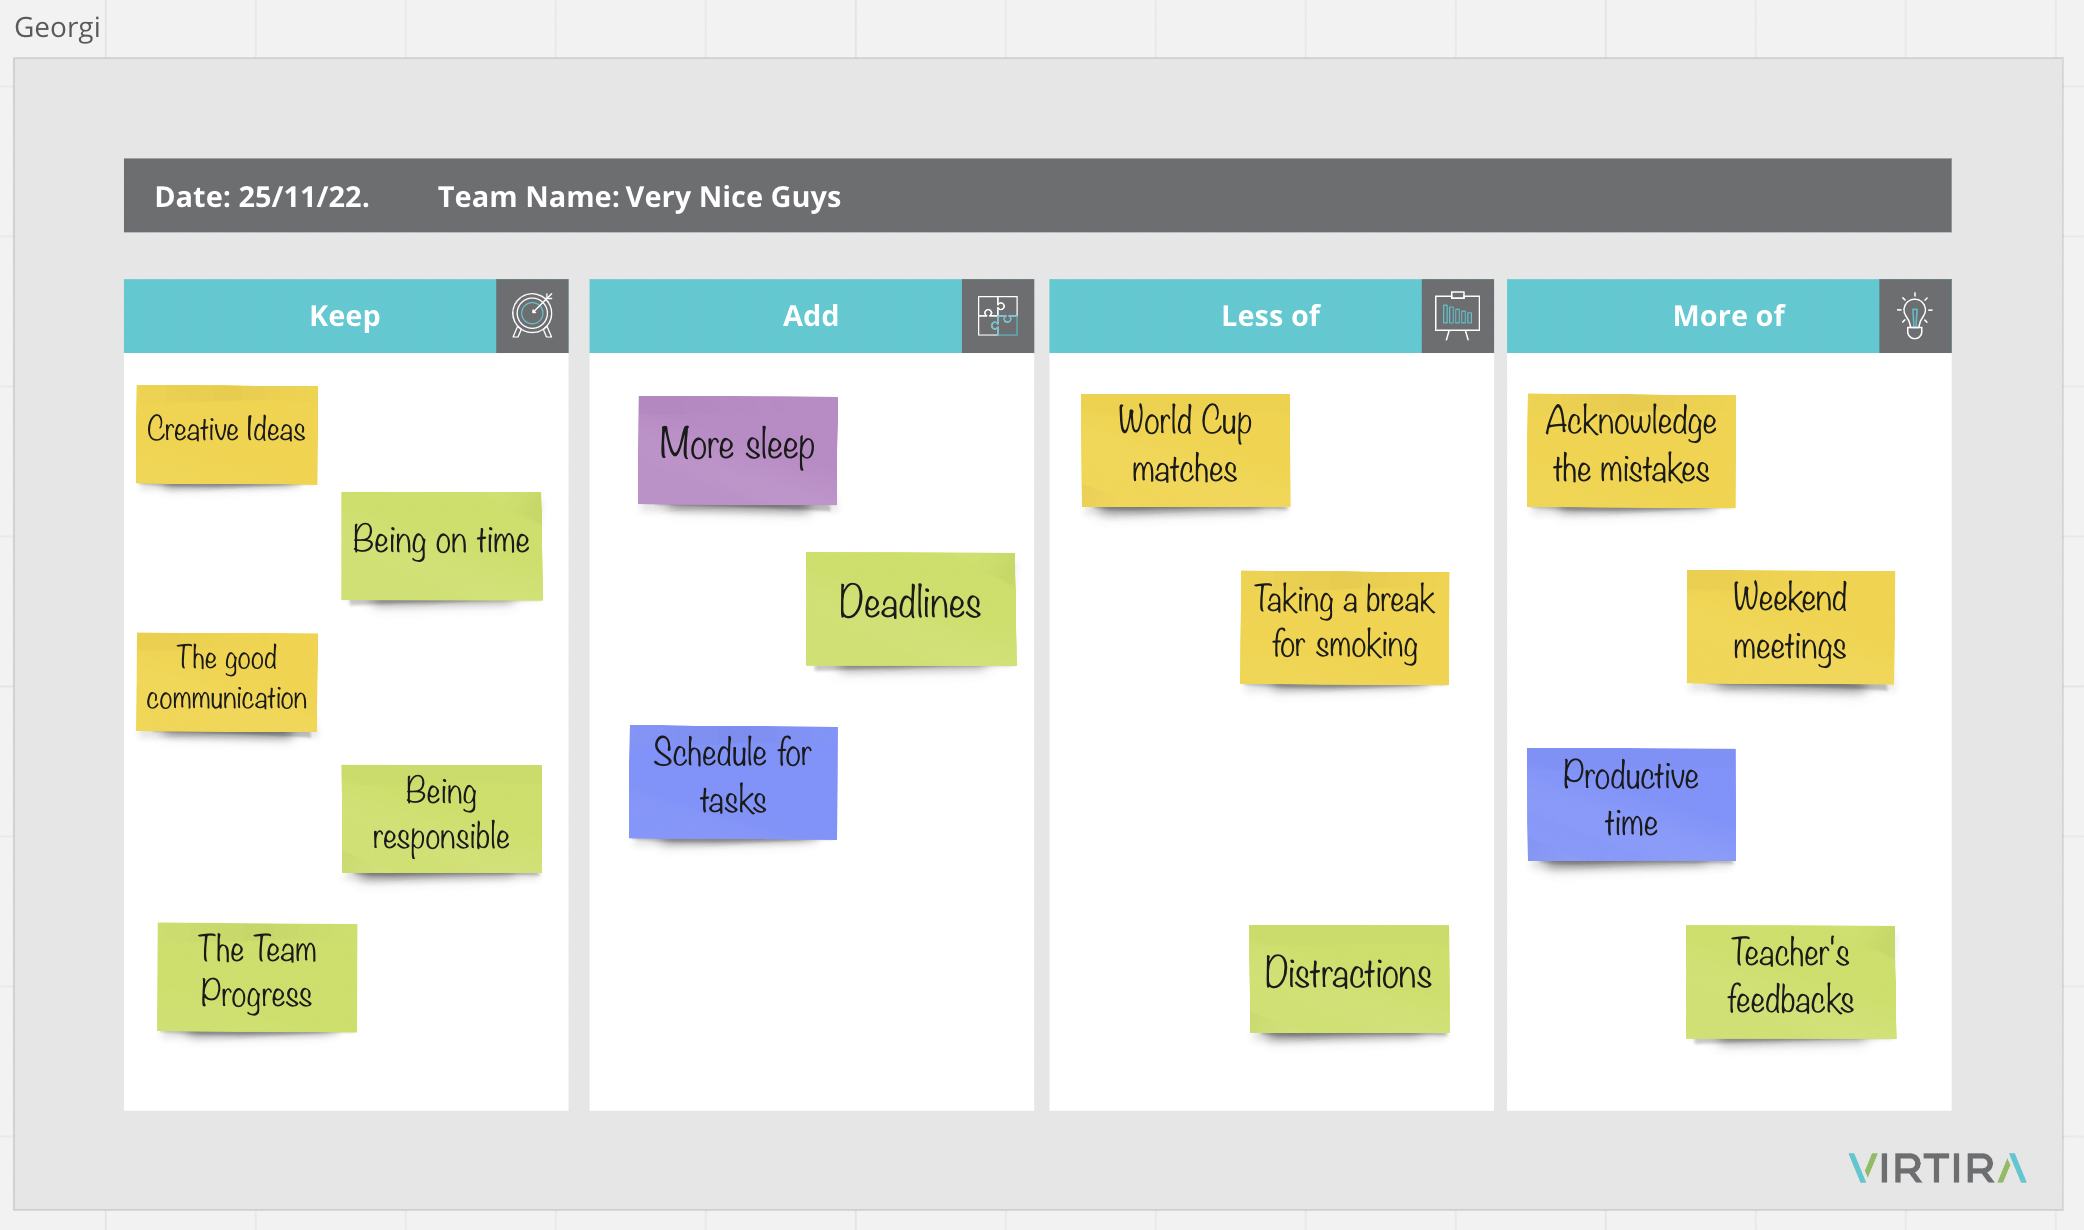 Georgi
Date: 25/11/22. Team Name: Very Nice Guys
Keep
Creative Ideas
Being on time
The good
communication
Being
responsible
The Team
Progress
Add
More sleep
Deadlines
Schedule for
tasks
Less of
World Cup
matches
Taking a break
for smoking
Distractions
More of
Acknowledge
the mistakes
Weekend
meetings
Productive
time
Teacher's
feedbacks
VIRTIRA